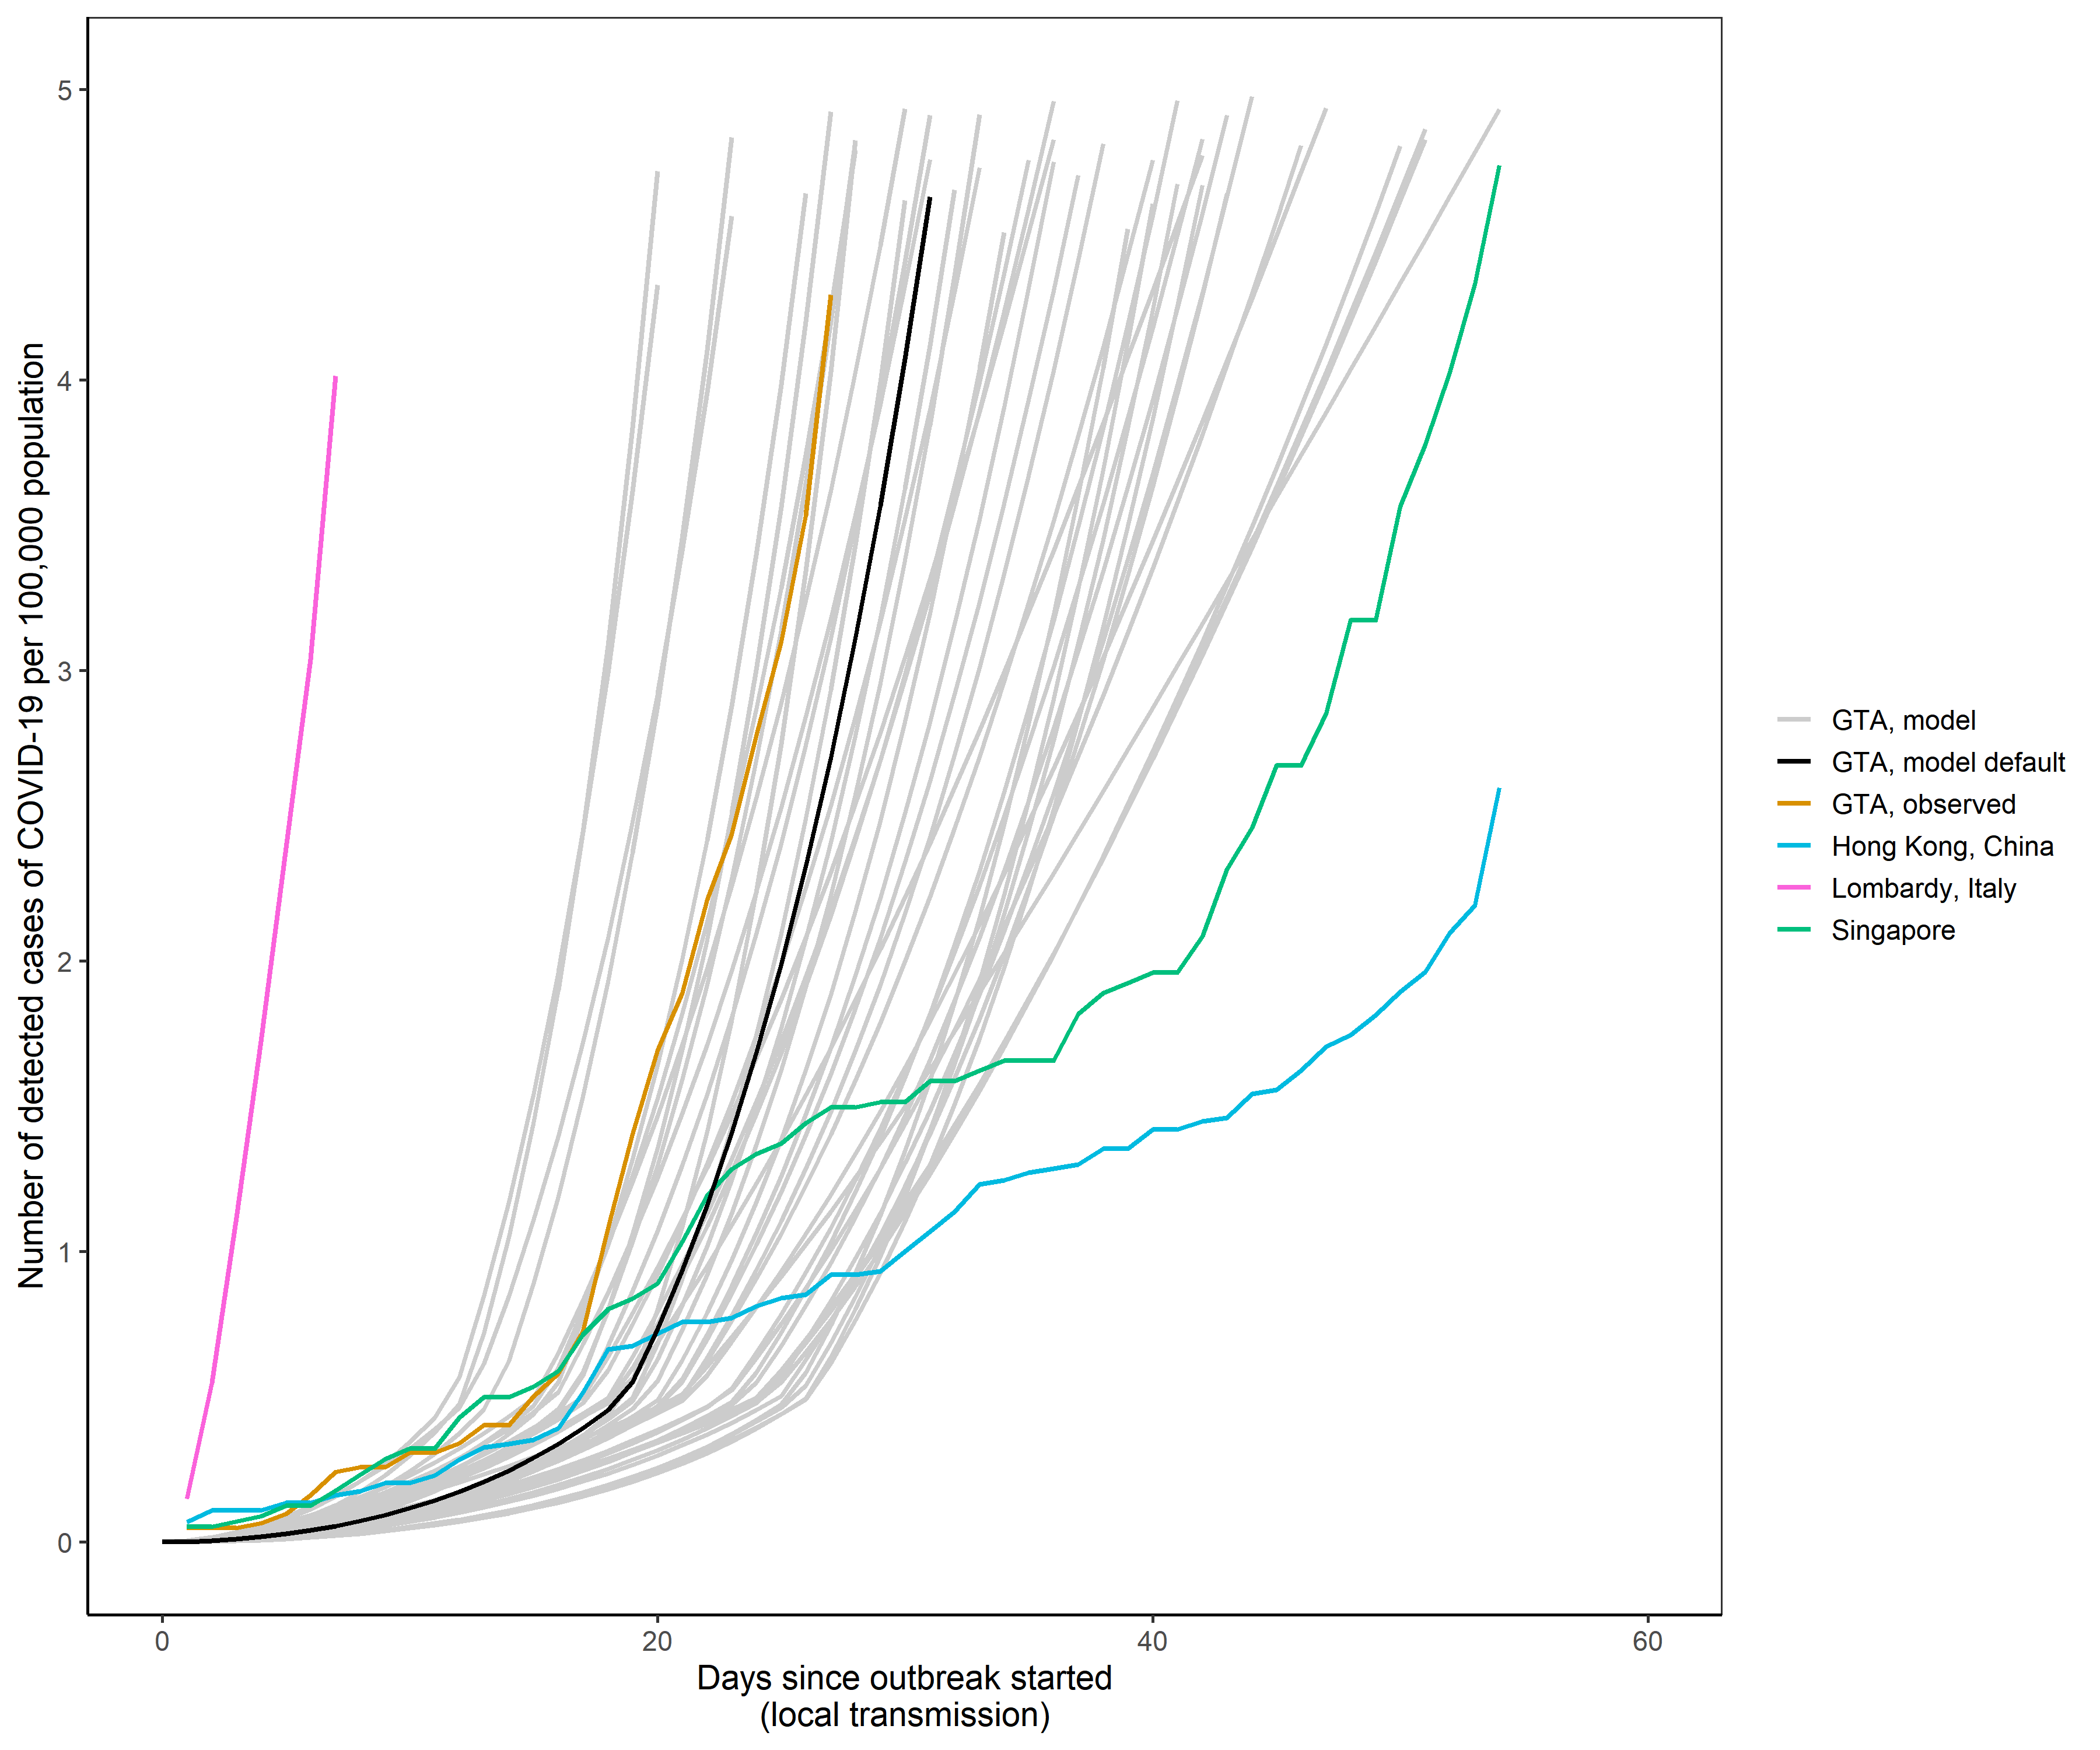 Number of detected cases of COVID-19 per 100,000 population
5
4
3
2
1
0
0 20 40 60
Days since outbreak started
(local transmission)
GTA, model
GTA, model default
GTA, observed
Hong Kong, China
Lombardy, Italy
Singapore